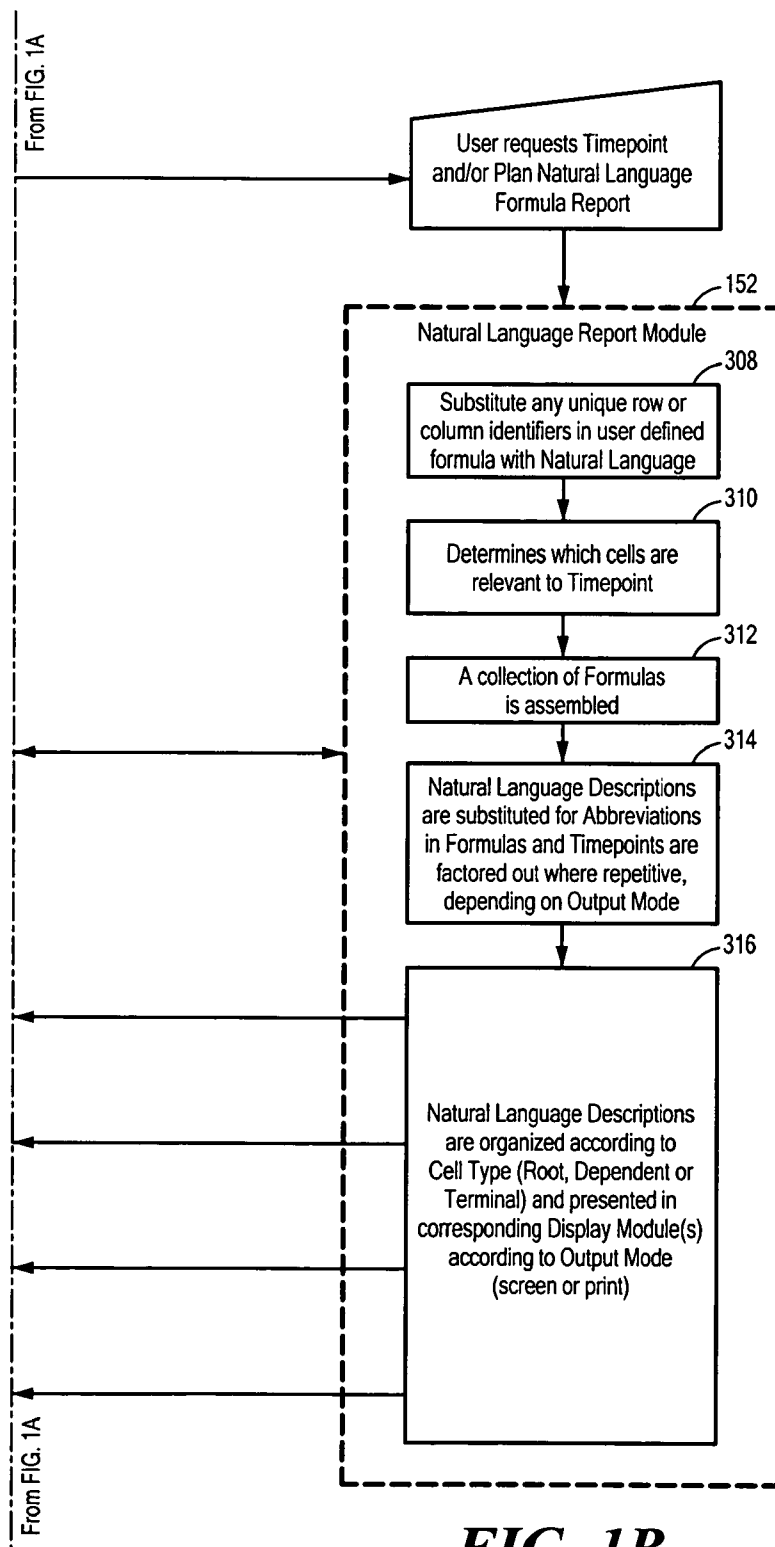 From FIG. 1A
User requests Timepoint
and/or Plan Natural Language
Formula Report
152
Natural Language Report Module
308
Substitute any unique row or
column identifiers in user defined
formula with Natural Language
310
Determines which cells are
relevant to Timepoint
312
A collection of Formulas
is assembled
314
Natural Language Descriptions
are substituted for Abbreviations
in Formulas and Timepoints are
factored out where repetitive,
depending on Output Mode
316
Natural Language Descriptions
are organized according to
Cell Type (Root, Dependent or
Terminal) and presented in
corresponding Display Module(s)
according to Output Mode
(screen or print)
From FIG. 1A
FIG. 1B